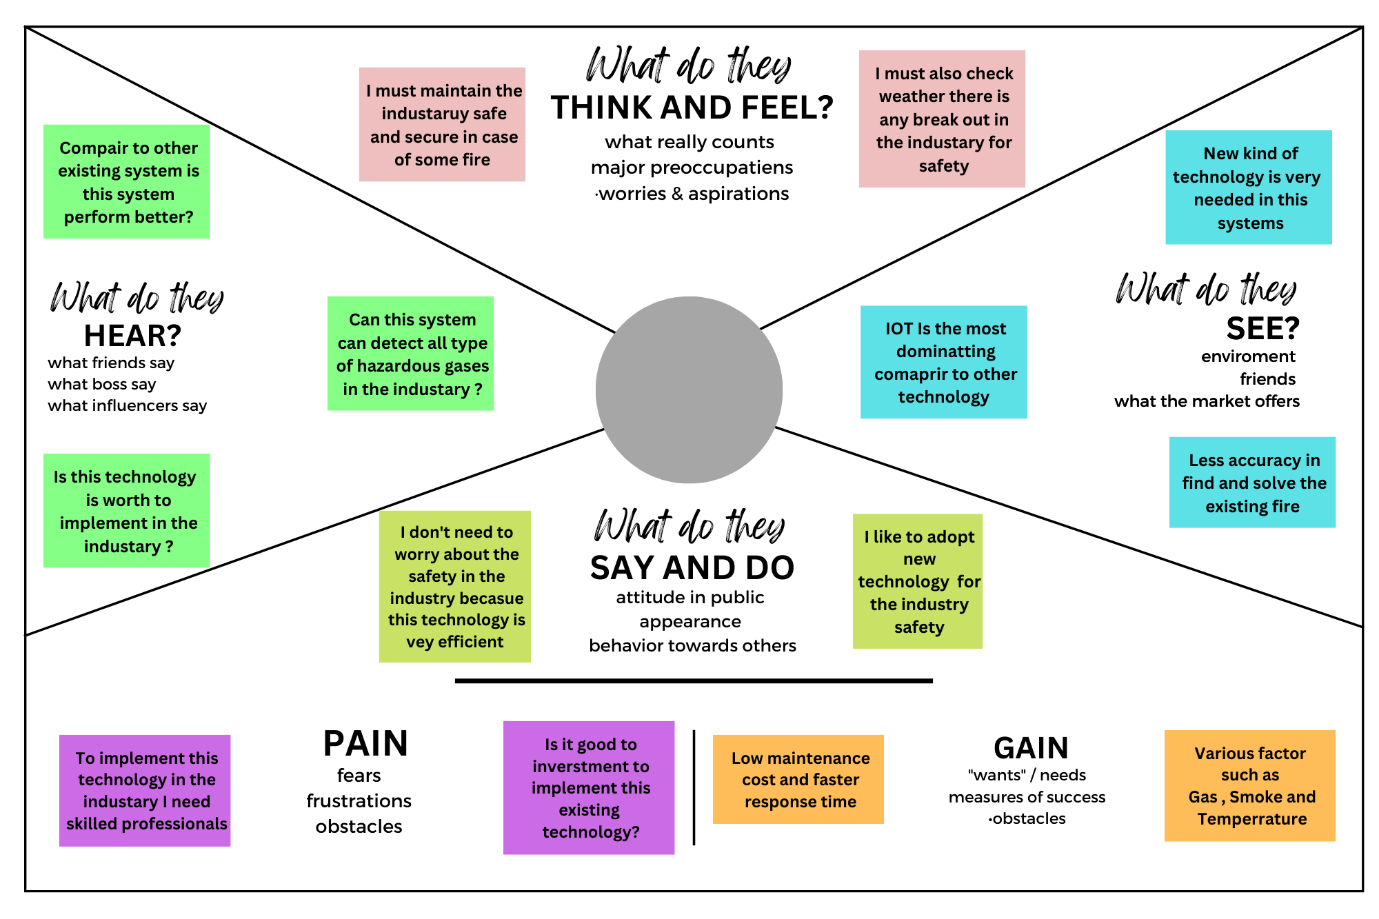 What do they
THINK AND FEEL?
what really counts
major preoccupatiens
·worries & aspirations
I must maintain the
industaruy safe
and secure in case
of some fire
I must also check
weather there is
any break out in
the industary for
safety
Compair to other
existing system is
this system
perform better?
What do they
HEAR?
what friends say
what boss say
what influencers say
Can this system
can detect all type
of hazardous gases
in the industary ?
Is this technology
is worth to
implement in the
industary ?
New kind of
technology is very
needed in this
systems
What do they
SEE?
enviroment
friends
what the market offers
IOT Is the most
dominatting
comaprir to other
technology
Less accuracy in
find and solve the
existing fire
What do they
SAY AND DO
attitude in public
appearance
behavior towards others
I don't need to
worry about the
safety in the
industry becasue
this technology is
vey efficient
I like to adopt
new
technology for
the industry
safety
To implement this
technology in the
industary I need
skilled professionals
PAIN
fears
frustrations
obstacles
Is it good to
inverstment to
implement this
existing
technology?
Low maintenance
cost and faster
response time
GAIN
"wants" / needs
measures of success
·obstacles
Various factor
such as
Gas , Smoke and
Temperrature